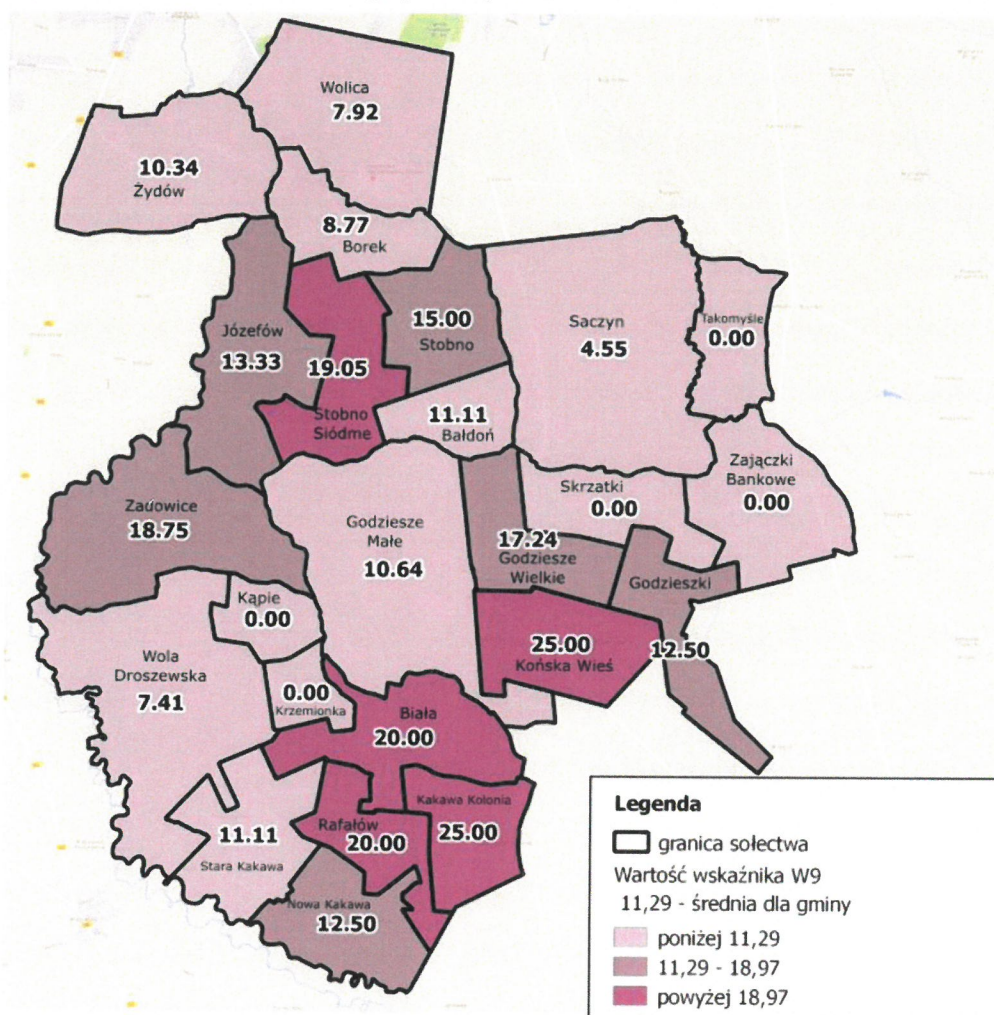 Wolica
7.92
10.34
Żydów
8.77
Borek
Józefów
13.33
19.05
Stobno
Siódme
15.00
Stobno
Saczyn
4.55
Takomyśle
0.00
11.11
Bałdoń
Zajączki
Bankowe
0.00
Skrzatki
0.00
Zadowice
18.75
Godziesze
Małe
10.64
17.24
Godziesze
Wielkie
Godzieszki
12.50
Kąpie
0.00
25.00
Końska Wieś
Wola
Droszewska
7.41
0.00
Krzemionka
Biała
20.00
Kakawa Kolonia
25.00
Rafałów
20.00
11.11
Stara Kakawa
Nowa Kakawa
12.50
Legenda
granica sołectwa
Wartość wskaźnika W9
11,29 - średnia dla gminy
poniżej 11,29
11,29 - 18,97
powyżej 18,97